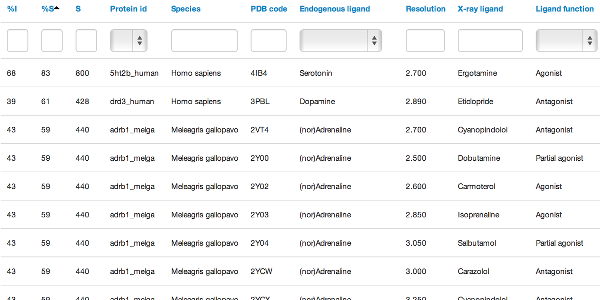 %I %S S Protein id Species PDB code Endogenous ligand Resolution X-ray ligand Ligand function
68 83 600 5ht2b_human Homo sapiens 4IB4 Serotonin 2.700 Ergotamine Agonist
39 61 428 drd3_human Homo sapiens 3PBL Dopamine 2.890 Eticlopride Antagonist
43 59 440 adrb1_melga Meleagris gallopavo 2VT4 (nor)Adrenaline 2.700 Cyanopindolol Antagonist
43 59 440 adrb1_melga Meleagris gallopavo 2Y00 (nor)Adrenaline 2.500 Dobutamine Partial agonist
43 59 440 adrb1_melga Meleagris gallopavo 2Y02 (nor)Adrenaline 2.600 Carmoterol Agonist
43 59 440 adrb1_melga Meleagris gallopavo 2Y03 (nor)Adrenaline 2.850 Isoprenaline Agonist
43 59 440 adrb1_melga Meleagris gallopavo 2Y04 (nor)Adrenaline 3.050 Salbutamol Partial agonist
43 59 440 adrb1_melga Meleagris gallopavo 2YCW (nor)Adrenaline 3.000 Carazolol Antagonist
43 59 440 adrb1_melga Meleagris gallopavo 2YCX (nor)Adrenaline 3.250 Cyanopindolol Antagonist